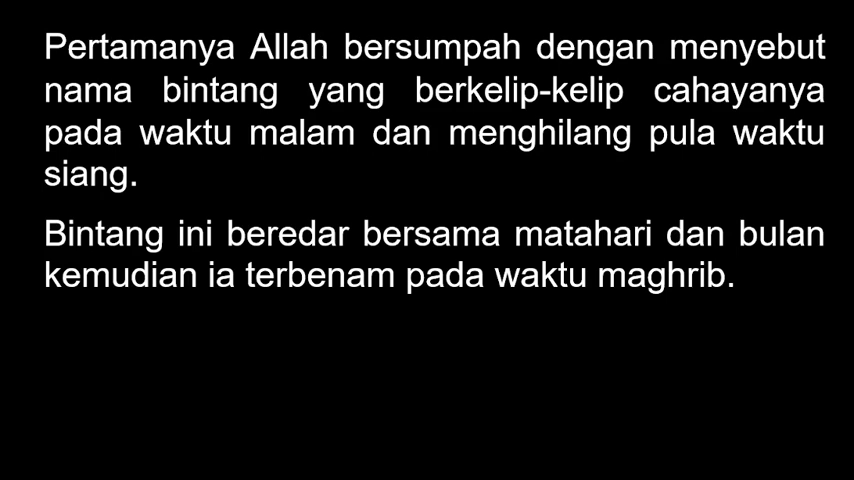 Pertamanya Allah bersumpah dengan menyebut
nama bintang yang berkelip-kelip cahayanya
pada waktu malam dan menghilang pula waktu
siang.
Bintang ini beredar bersama matahari dan bulan
kemudian ia terbenam pada waktu maghrib.